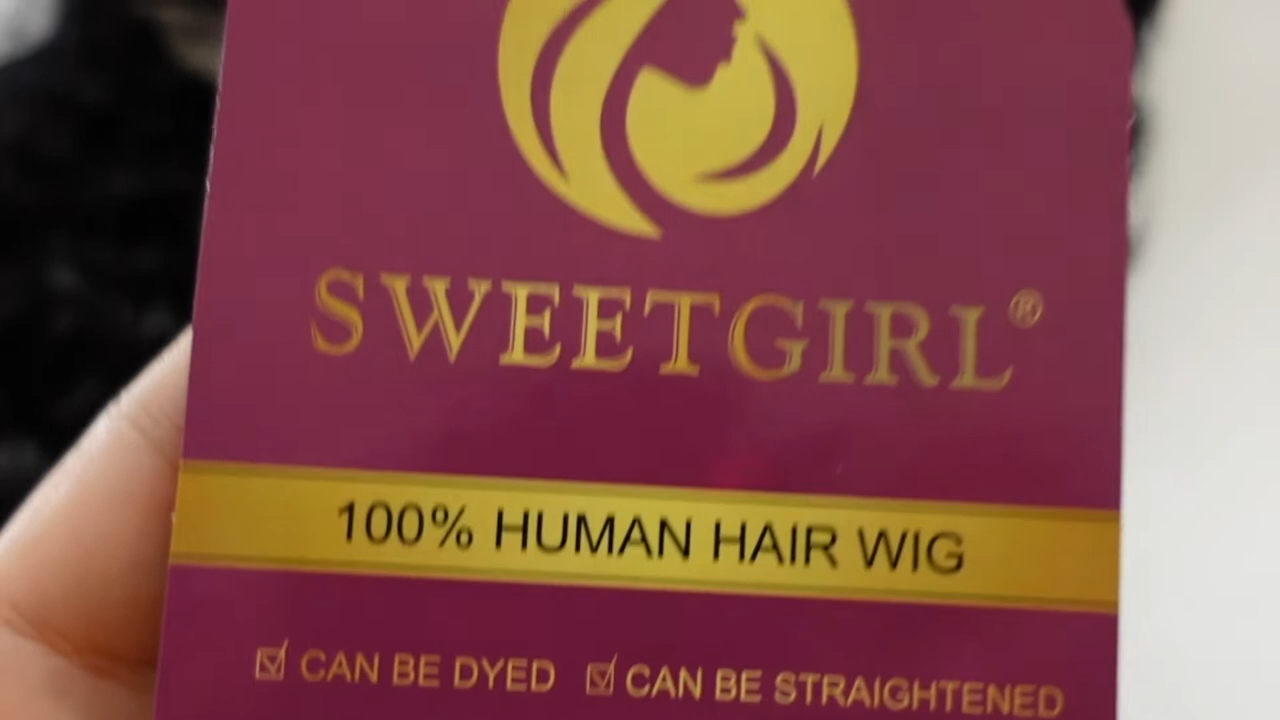 SWEETGIRL®
100% HUMAN HAIR WIG
☑ CAN BE DYED ☑ CAN BE STRAIGHTENED